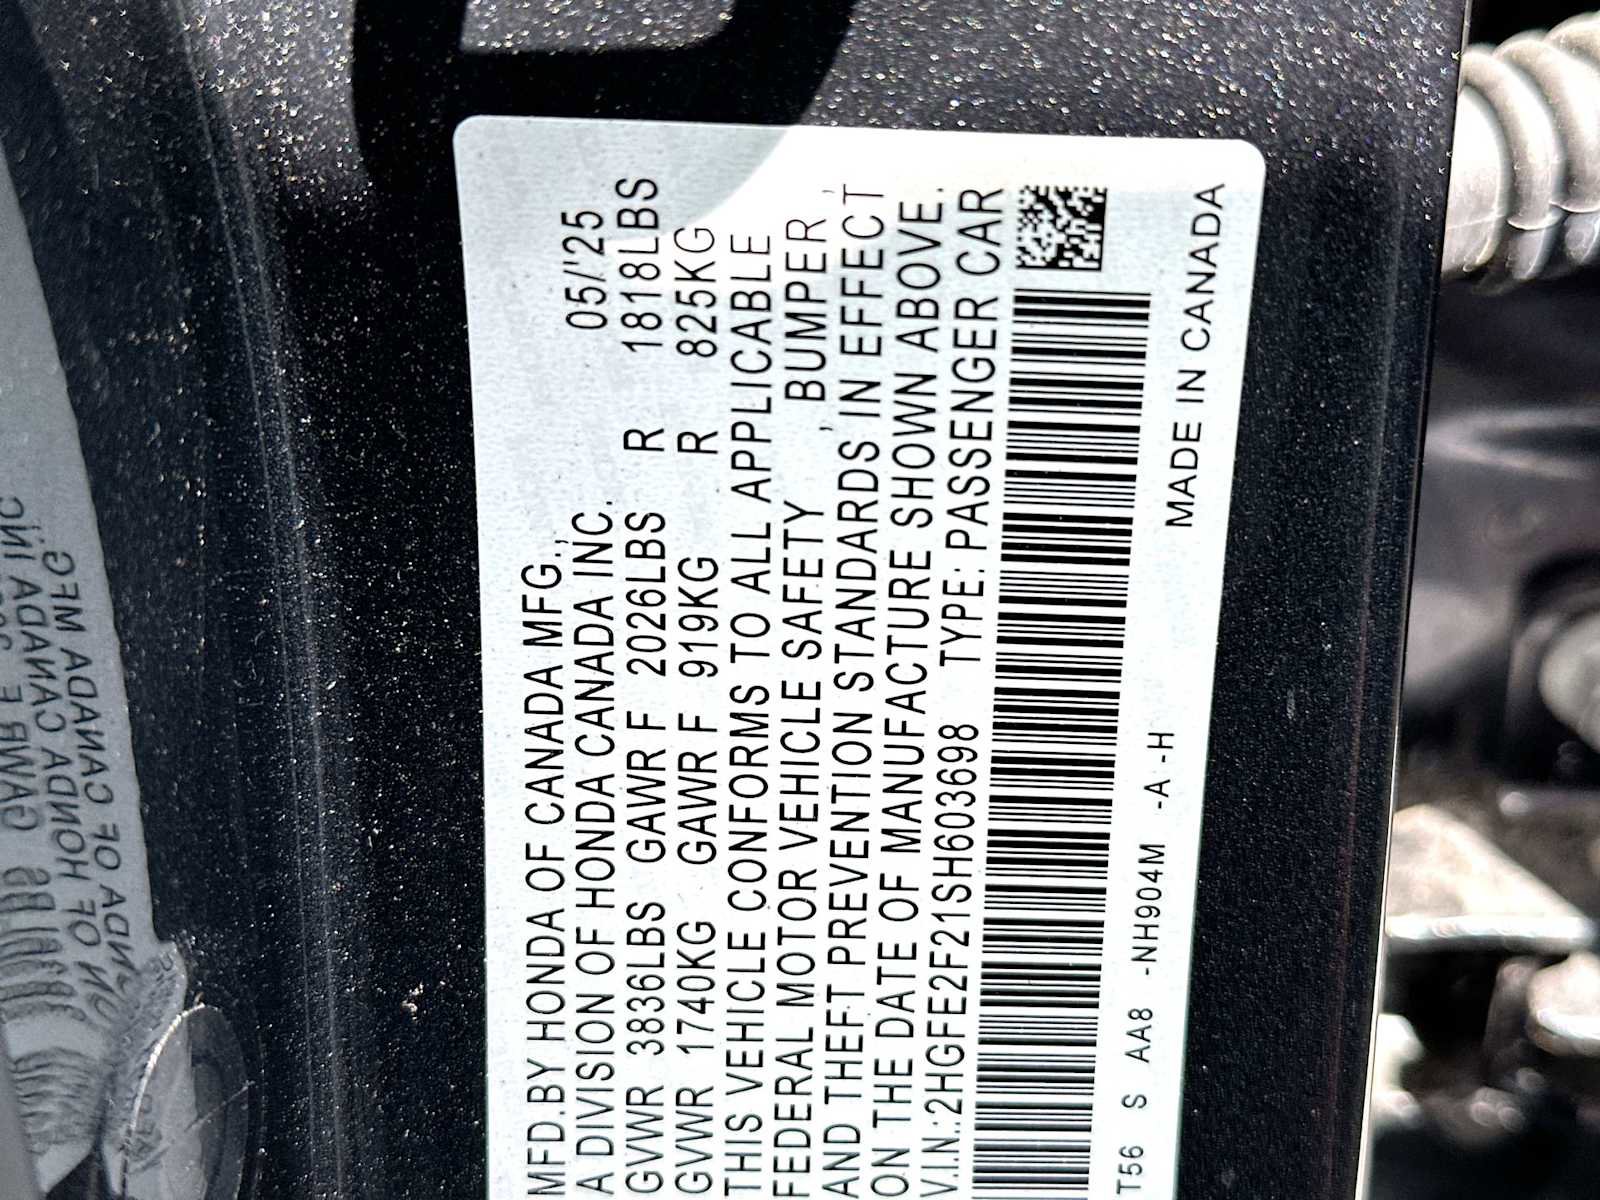 MFD.BY HONDA OF CANADA MFG.,
A DIVISION OF HONDA CANADA INC. 05/'25
GVWR 3836LBS GAWR F 2026LBS R 1818LBS
GVWR 1740KG GAWR F 919KG R 825KG
THIS VEHICLE CONFORMS TO ALL APPLICABLE
FEDERAL MOTOR VEHICLE SAFETY , BUMPER ,
AND THEFT PREVENTION STANDARDS IN EFFECT
ON THE DATE OF MANUFACTURE SHOWN ABOVE.
V.I.N.:2HGFE2F21SH603698 TYPE: PASSENGER CAR
T56 S AA8 -NH904M -A -H MADE IN CANADA